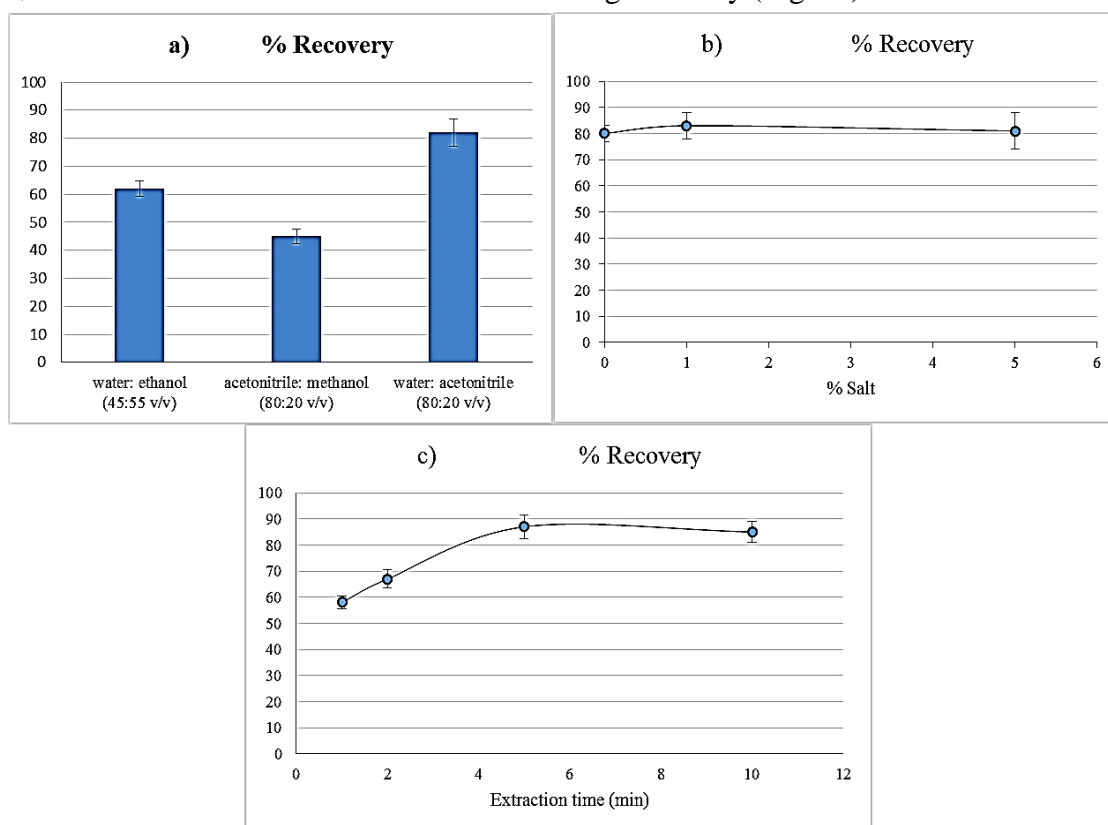 a) % Recovery
100
90
80
70
60
50
40
30
20
10
0
water: ethanol
(45:55 v/v)
acetonitrile: methanol
(80:20 v/v)
water: acetonitrile
(80:20 v/v)
b) % Recovery
100
90
80
70
60
50
40
30
20
10
0
0 1 2 3 4 5 6
% Salt
c) % Recovery
100
90
80
70
60
50
40
30
20
10
0
0 2 4 6 8 10 12
Extraction time (min)